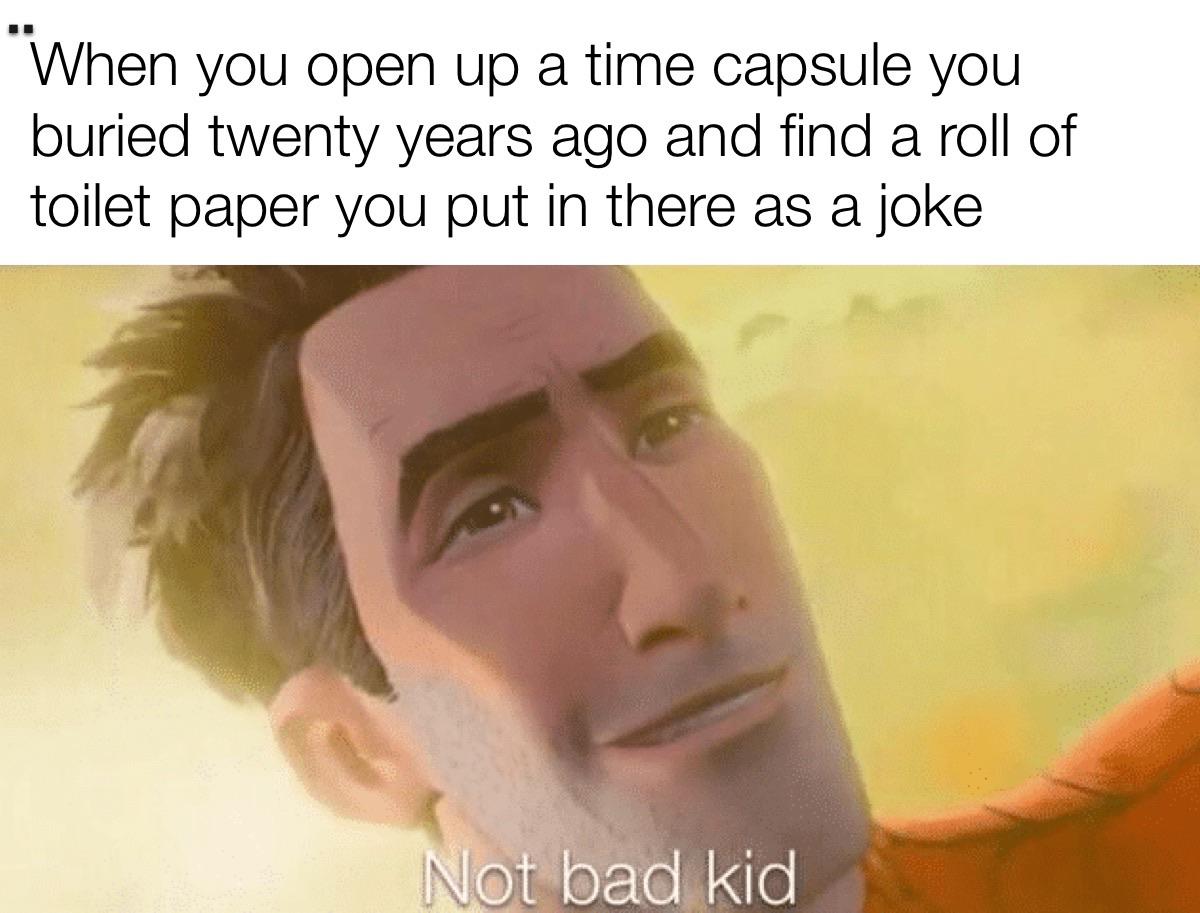 When you open up a time capsule you
buried twenty years ago and find a roll of
toilet paper you put in there as a joke
Not bad kid